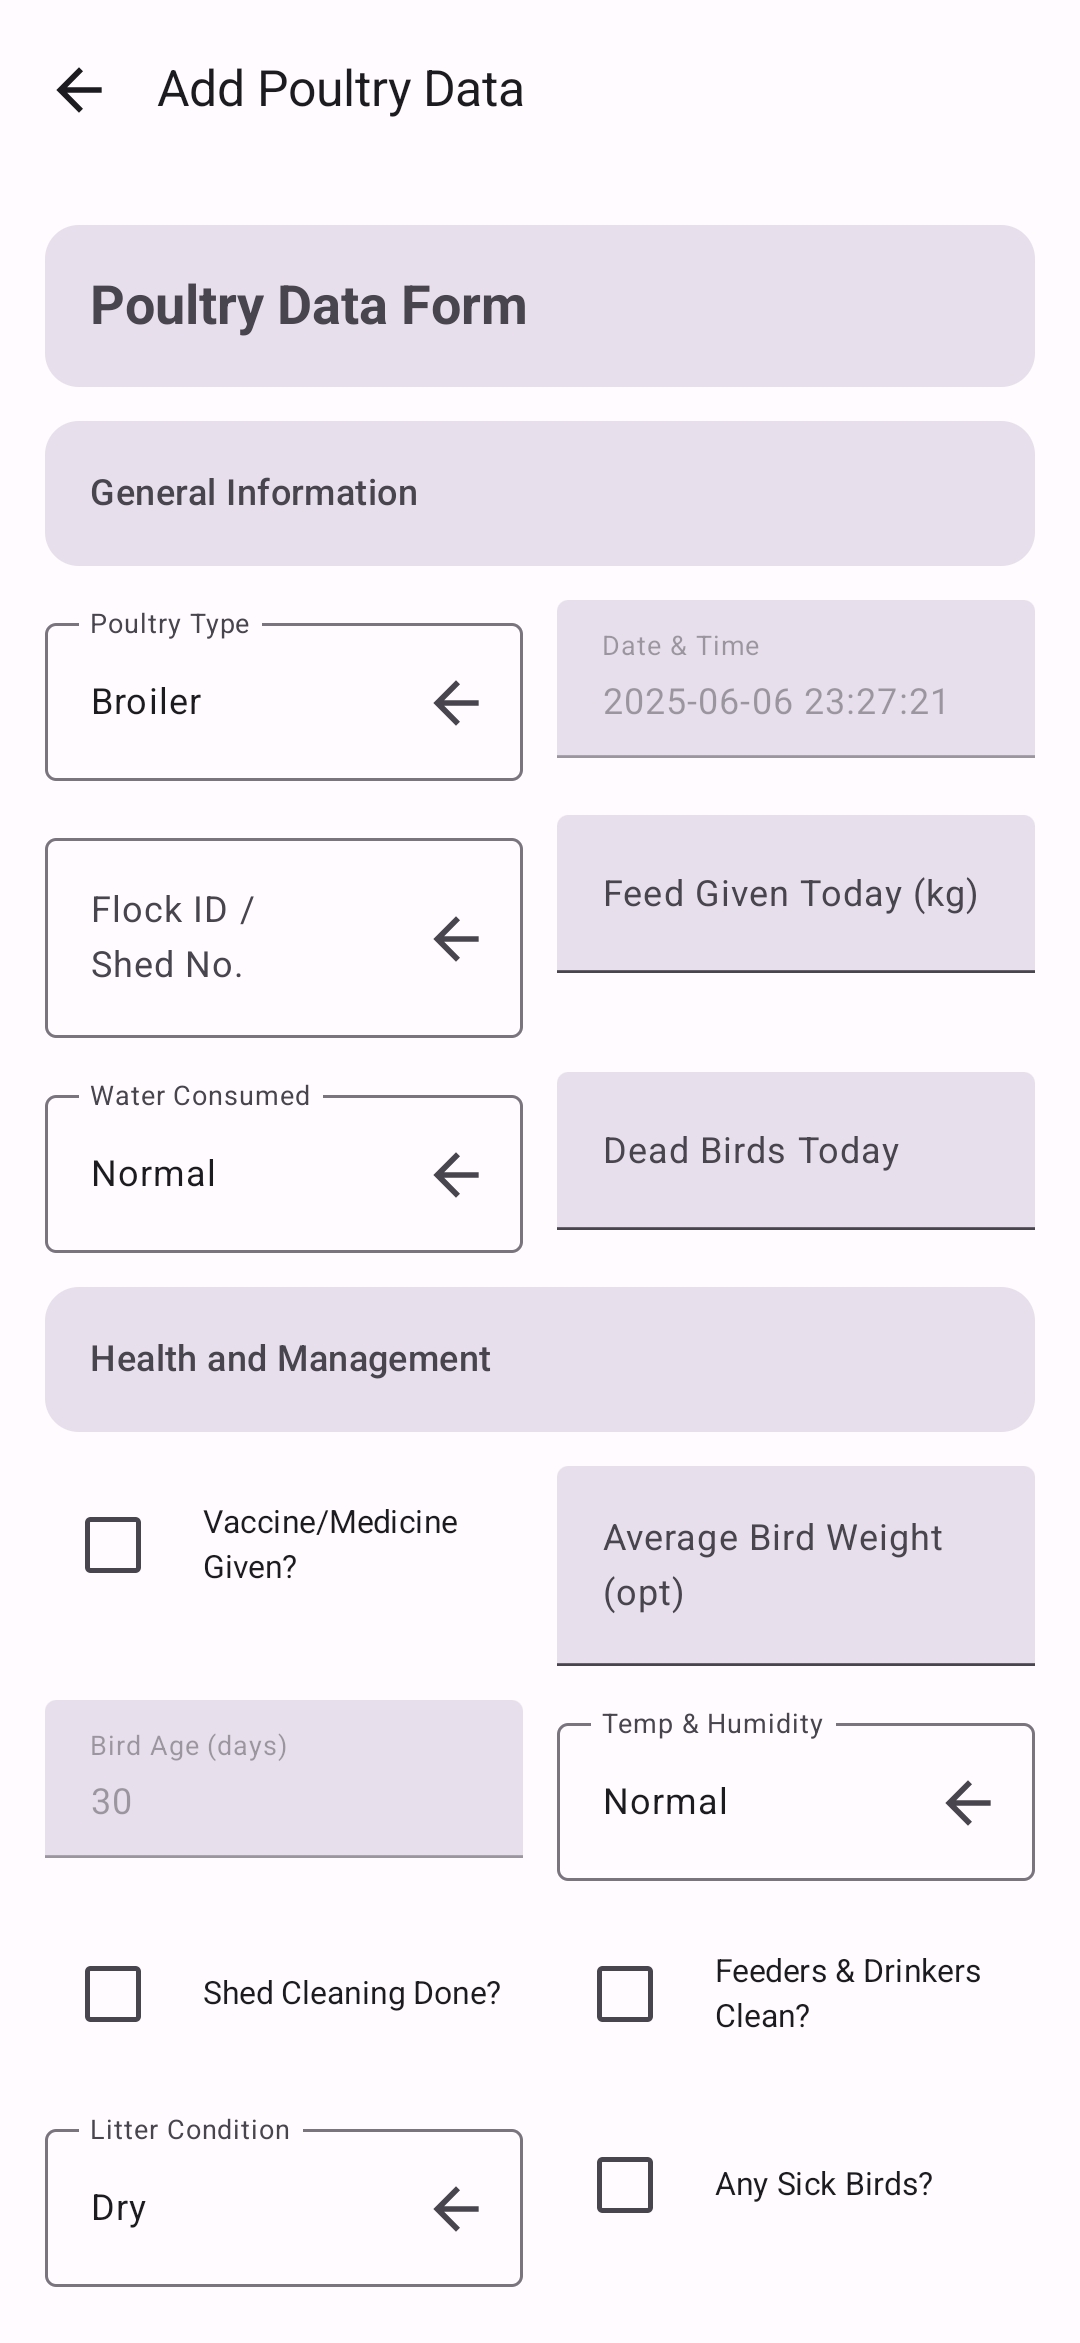 Add Poultry Data
Poultry Data Form
General Information
Poultry Type
Broiler
Date & Time
2025-06-06 23:27:21
Flock ID /
Shed No.
Feed Given Today (kg)
Water Consumed
Normal
Dead Birds Today
Health and Management
Vaccine/Medicine
Given?
Average Bird Weight
(opt)
Bird Age (days)
30
Temp & Humidity
Normal
Shed Cleaning Done?
Feeders & Drinkers
Clean?
Litter Condition
Dry
Any Sick Birds?